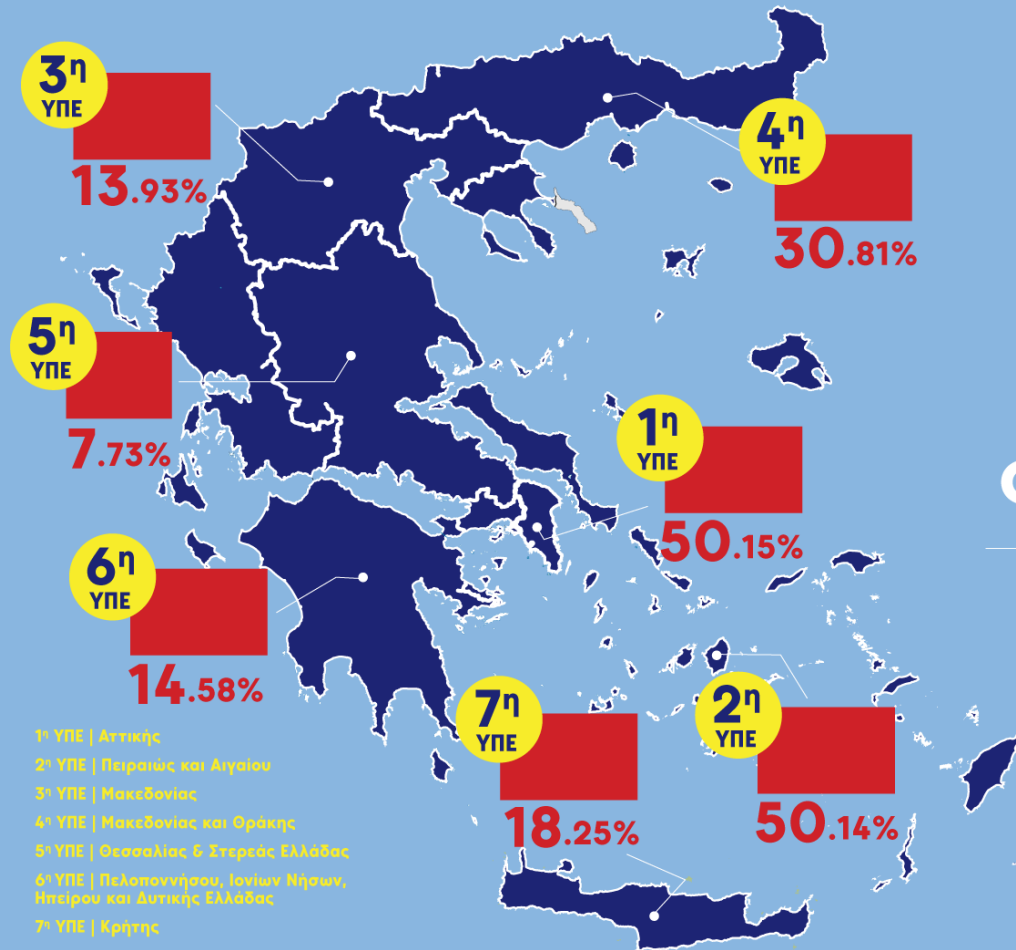 3η
ΥΠΕ
13.93%
4η
ΥΠΕ
30.81%
5η
ΥΠΕ
7.73%
1η
ΥΠΕ
50.15%
6η
ΥΠΕ
14.58%
7η
ΥΠΕ
18.25%
2η
ΥΠΕ
50.14%
1η ΥΠΕ | Αττικής
2η ΥΠΕ | Πειραιώς και Αιγαίου
3η ΥΠΕ | Μακεδονίας
4η ΥΠΕ | Μακεδονίας και Θράκης
5η ΥΠΕ | Θεσσαλίας & Στερεάς Ελλάδας
6η ΥΠΕ | Πελοποννήσου, Ιονίων Νήσων,
Ηπείρου και Δυτικής Ελλάδας
7η ΥΠΕ | Κρήτης